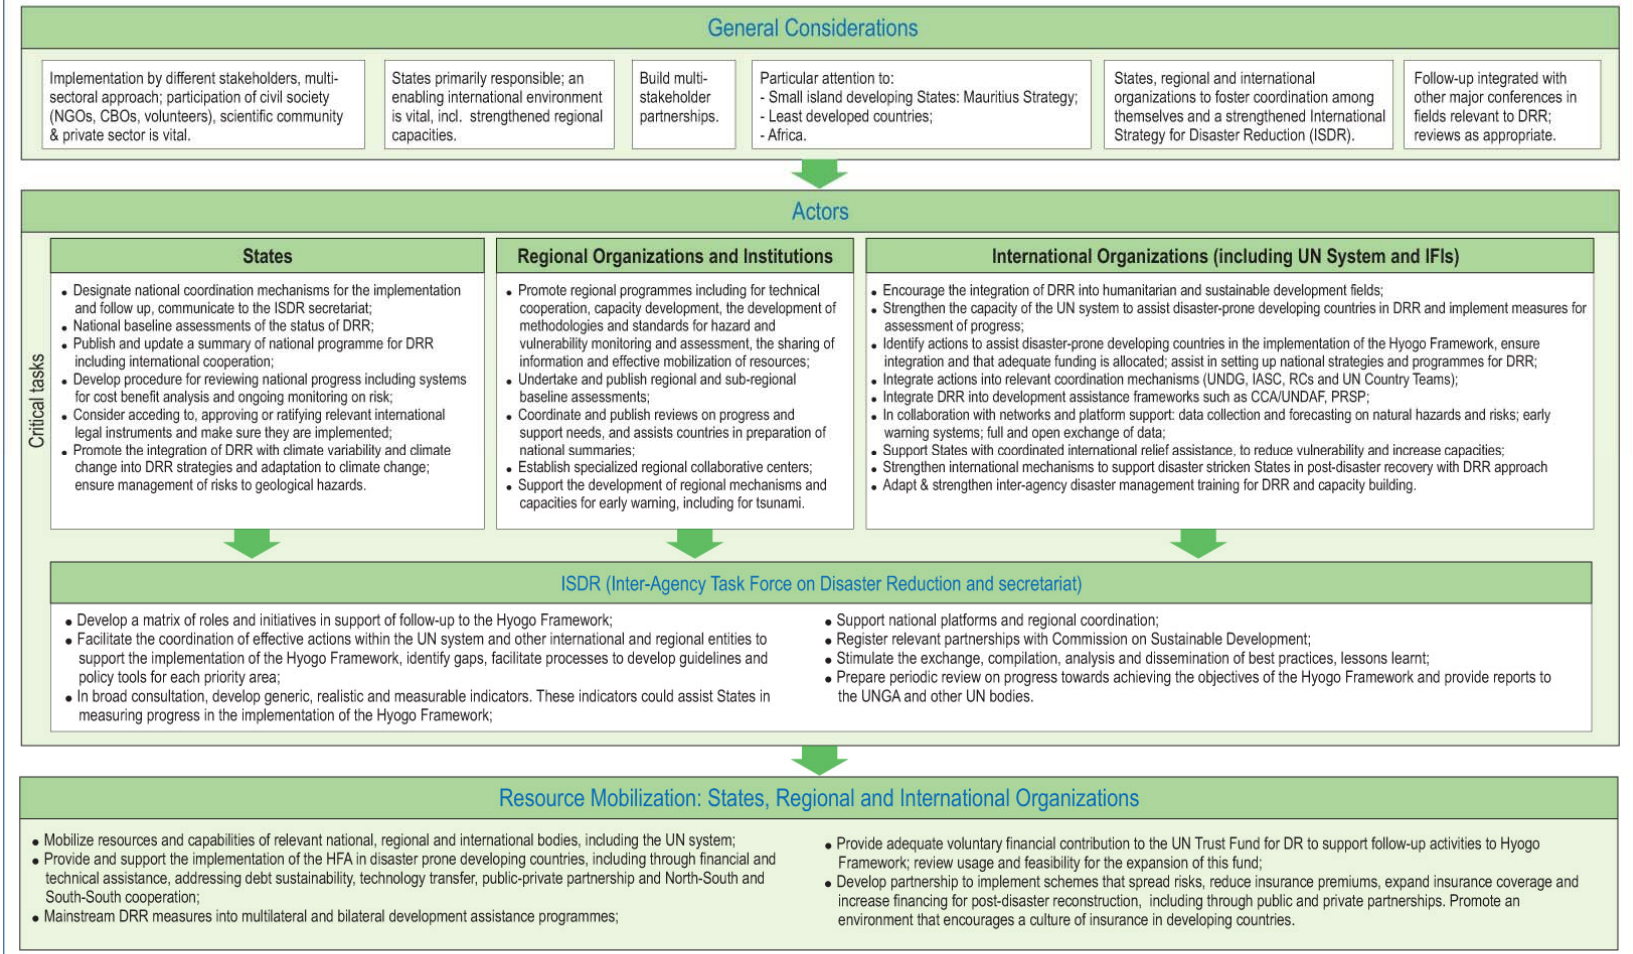 General Considerations
Implementation by different stakeholders, multi-
sectoral approach; participation of civil society
(NGOs, CBOs, volunteers), scientific community
& private sector is vital.
States primarily responsible; an
enabling international environment
is vital, incl. strengthened regional
capacities.
Build multi-
stakeholder
partnerships.
Particular attention to:
- Small island developing States: Mauritius Strategy;
- Least developed countries;
- Africa.
States, regional and international
organizations to foster coordination among
themselves and a strengthened International
Strategy for Disaster Reduction (ISDR).
Follow-up integrated with
other major conferences in
fields relevant to DRR;
reviews as appropriate.
Actors
Critical tasks
States
• Designate national coordination mechanisms for the implementation
and follow up, communicate to the ISDR secretariat;
• National baseline assessments of the status of DRR;
• Publish and update a summary of national programme for DRR
including international cooperation;
• Develop procedure for reviewing national progress including systems
for cost benefit analysis and ongoing monitoring on risk;
• Consider acceding to, approving or ratifying relevant international
legal instruments and make sure they are implemented;
• Promote the integration of DRR with climate variability and climate
change into DRR strategies and adaptation to climate change;
ensure management of risks to geological hazards.
Regional Organizations and Institutions
• Promote regional programmes including for technical
cooperation, capacity development, the development of
methodologies and standards for hazard and
vulnerability monitoring and assessment, the sharing of
information and effective mobilization of resources;
• Undertake and publish regional and sub-regional
baseline assessments;
• Coordinate and publish reviews on progress and
support needs, and assists countries in preparation of
national summaries;
• Establish specialized regional collaborative centers;
• Support the development of regional mechanisms and
capacities for early warning, including for tsunami.
International Organizations (including UN System and IFIs)
• Encourage the integration of DRR into humanitarian and sustainable development fields;
• Strengthen the capacity of the UN system to assist disaster-prone developing countries in DRR and implement measures for
assessment of progress;
• Identify actions to assist disaster-prone developing countries in the implementation of the Hyogo Framework, ensure
integration and that adequate funding is allocated; assist in setting up national strategies and programmes for DRR;
• Integrate actions into relevant coordination mechanisms (UNDG, IASC, RCs and UN Country Teams);
• Integrate DRR into development assistance frameworks such as CCA/UNDAF, PRSP;
• In collaboration with networks and platform support: data collection and forecasting on natural hazards and risks; early
warning systems; full and open exchange of data;
• Support States with coordinated international relief assistance, to reduce vulnerability and increase capacities;
• Strengthen international mechanisms to support disaster stricken States in post-disaster recovery with DRR approach
• Adapt & strengthen inter-agency disaster management training for DRR and capacity building.
ISDR (Inter-Agency Task Force on Disaster Reduction and secretariat)
• Develop a matrix of roles and initiatives in support of follow-up to the Hyogo Framework;
• Facilitate the coordination of effective actions within the UN system and other international and regional entities to
support the implementation of the Hyogo Framework, identify gaps, facilitate processes to develop guidelines and
policy tools for each priority area;
• In broad consultation, develop generic, realistic and measurable indicators. These indicators could assist States in
measuring progress in the implementation of the Hyogo Framework;
• Support national platforms and regional coordination;
• Register relevant partnerships with Commission on Sustainable Development;
• Stimulate the exchange, compilation, analysis and dissemination of best practices, lessons learnt;
• Prepare periodic review on progress towards achieving the objectives of the Hyogo Framework and provide reports to
the UNGA and other UN bodies.
Resource Mobilization: States, Regional and International Organizations
• Mobilize resources and capabilities of relevant national, regional and international bodies, including the UN system;
• Provide and support the implementation of the HFA in disaster prone developing countries, including through financial and
technical assistance, addressing debt sustainability, technology transfer, public-private partnership and North-South and
South-South cooperation;
• Mainstream DRR measures into multilateral and bilateral development assistance programmes;
• Provide adequate voluntary financial contribution to the UN Trust Fund for DR to support follow-up activities to Hyogo
Framework; review usage and feasibility for the expansion of this fund;
• Develop partnership to implement schemes that spread risks, reduce insurance premiums, expand insurance coverage and
increase financing for post-disaster reconstruction, including through public and private partnerships. Promote an
environment that encourages a culture of insurance in developing countries.